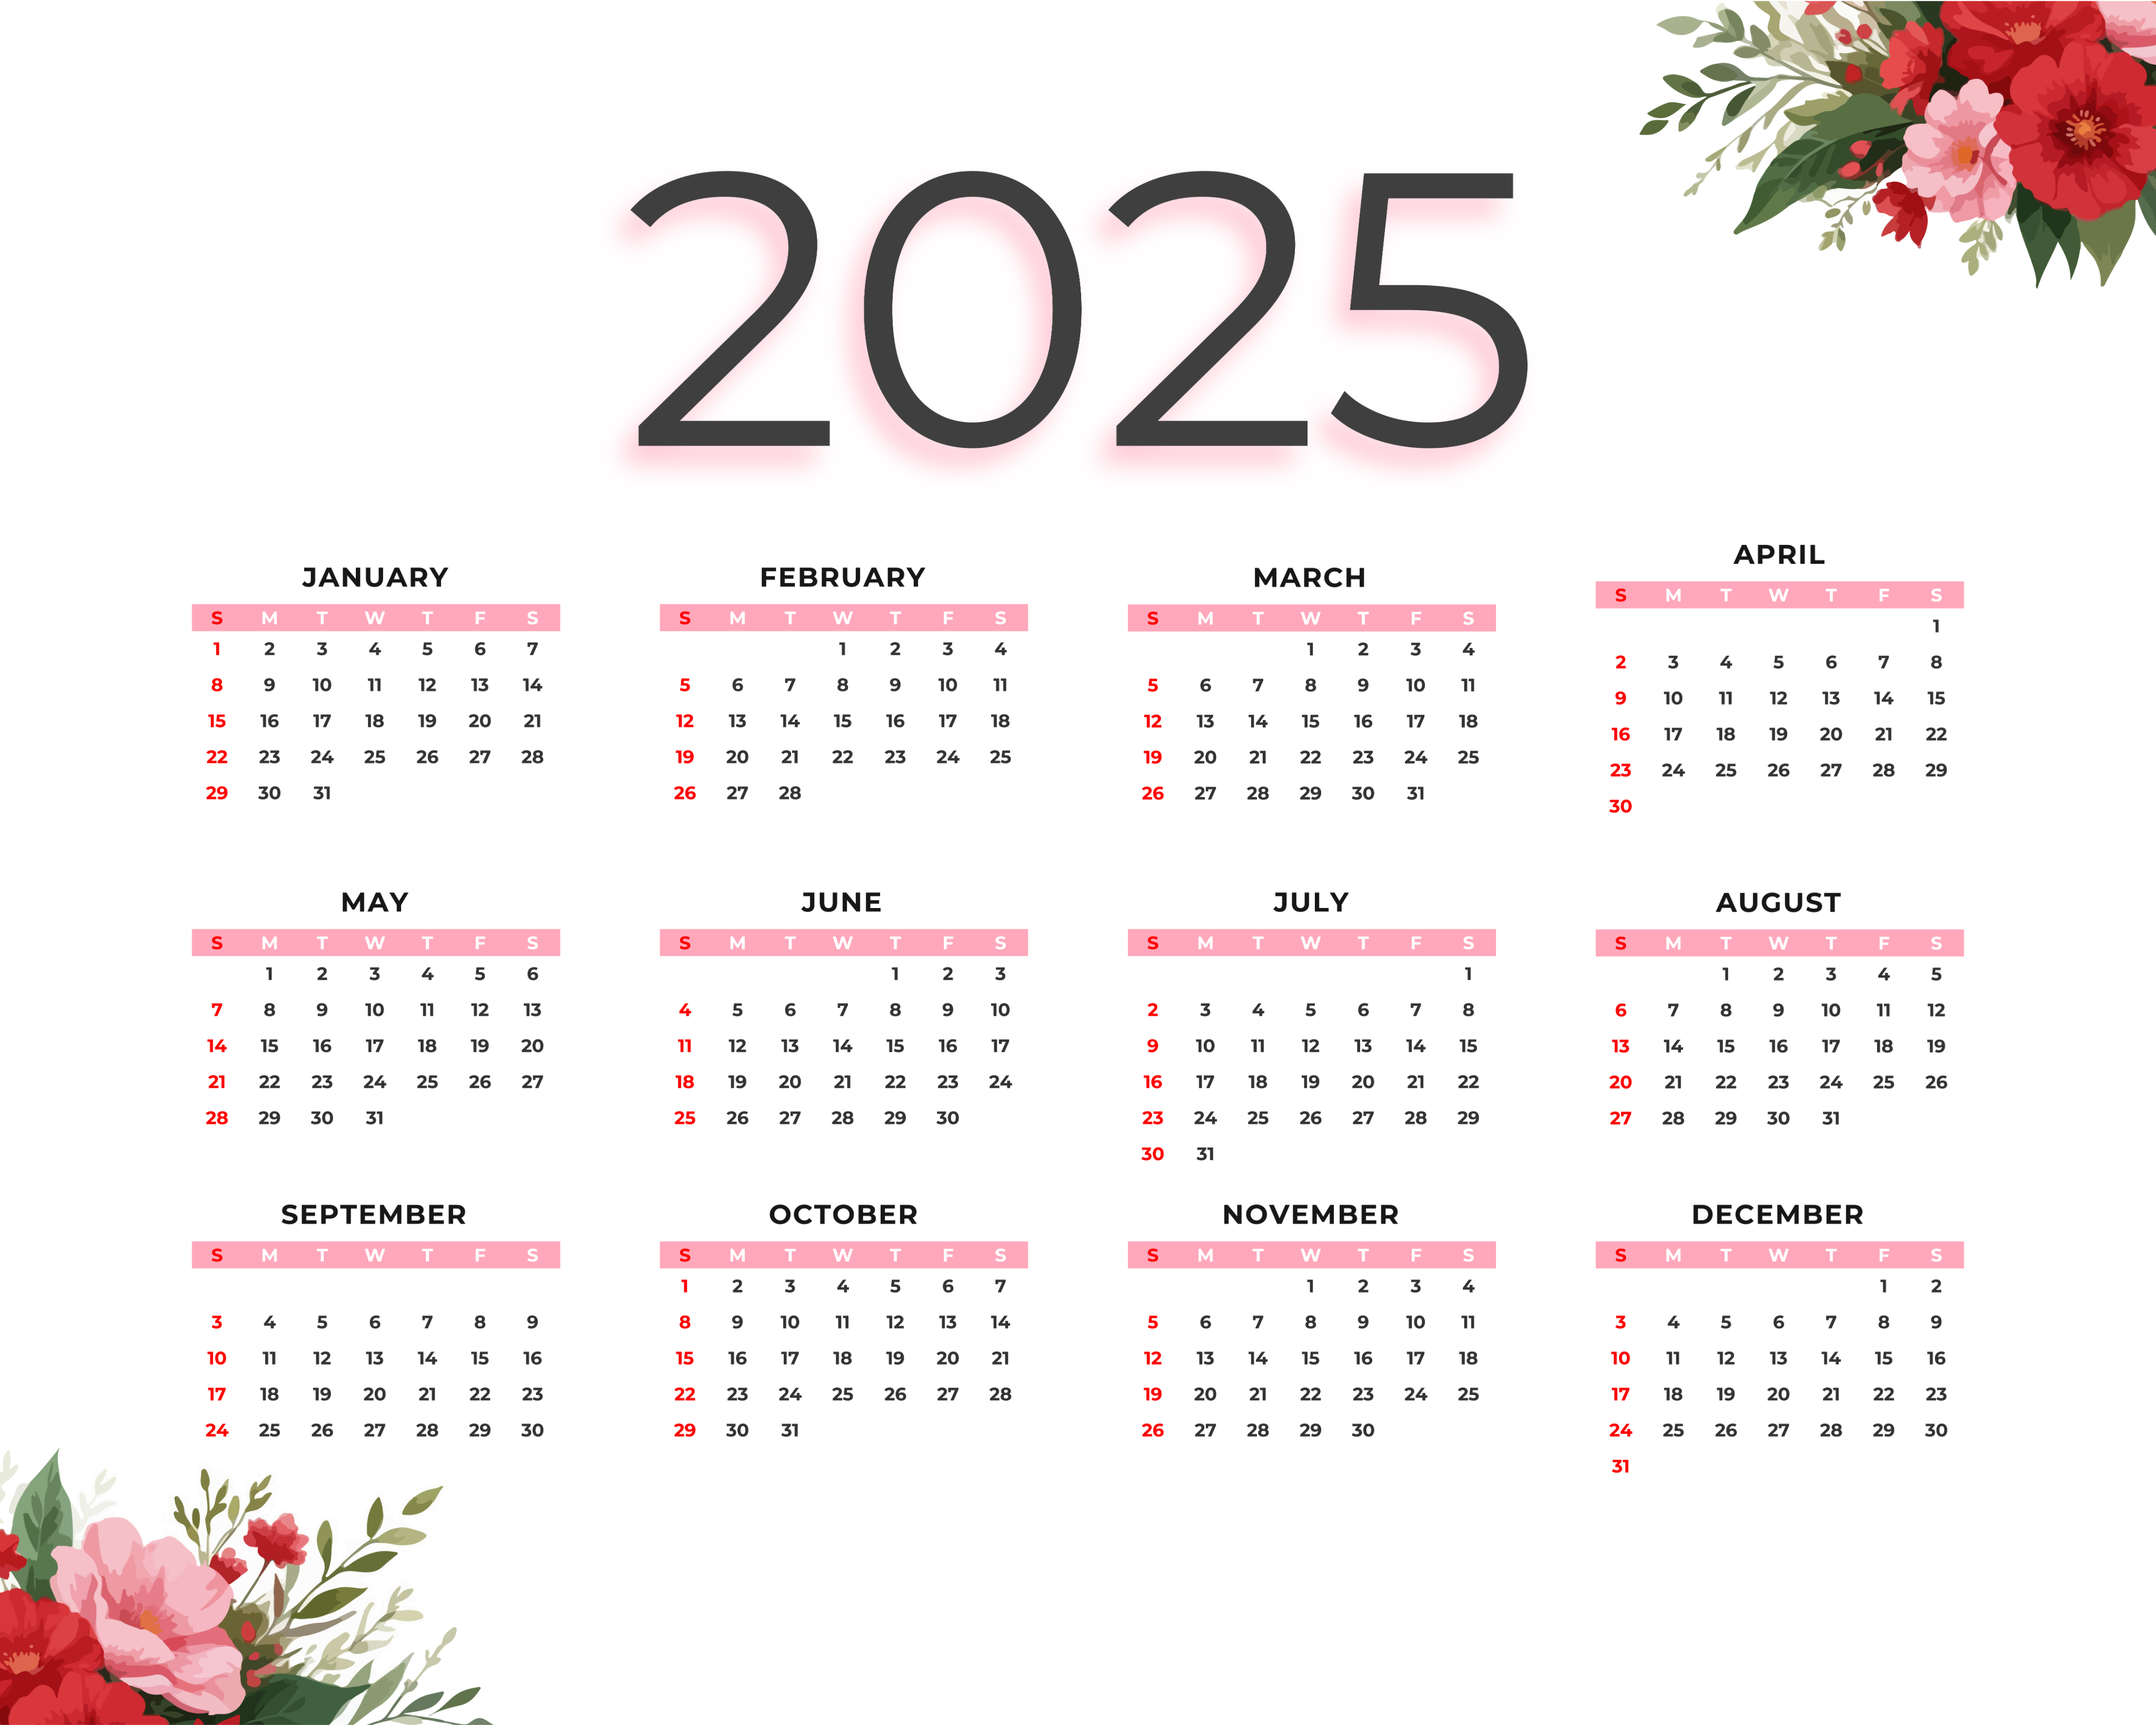 2025
JANUARY
S M T W T F S
1 2 3 4 5 6 7
8 9 10 11 12 13 14
15 16 17 18 19 20 21
22 23 24 25 26 27 28
29 30 31
FEBRUARY
S M T W T F S
1 2 3 4
5 6 7 8 9 10 11
12 13 14 15 16 17 18
19 20 21 22 23 24 25
26 27 28
MARCH
S M T W T F S
1 2 3 4
5 6 7 8 9 10 11
12 13 14 15 16 17 18
19 20 21 22 23 24 25
26 27 28 29 30 31
APRIL
S M T W T F S
1
2 3 4 5 6 7 8
9 10 11 12 13 14 15
16 17 18 19 20 21 22
23 24 25 26 27 28 29
30
MAY
S M T W T F S
1 2 3 4 5 6
7 8 9 10 11 12 13
14 15 16 17 18 19 20
21 22 23 24 25 26 27
28 29 30 31
JUNE
S M T W T F S
1 2 3
4 5 6 7 8 9 10
11 12 13 14 15 16 17
18 19 20 21 22 23 24
25 26 27 28 29 30
JULY
S M T W T F S
1
2 3 4 5 6 7 8
9 10 11 12 13 14 15
16 17 18 19 20 21 22
23 24 25 26 27 28 29
30 31
AUGUST
S M T W T F S
1 2 3 4 5
6 7 8 9 10 11 12
13 14 15 16 17 18 19
20 21 22 23 24 25 26
27 28 29 30 31
SEPTEMBER
S M T W T F S
3 4 5 6 7 8 9
10 11 12 13 14 15 16
17 18 19 20 21 22 23
24 25 26 27 28 29 30
OCTOBER
S M T W T F S
1 2 3 4 5 6 7
8 9 10 11 12 13 14
15 16 17 18 19 20 21
22 23 24 25 26 27 28
29 30 31
NOVEMBER
S M T W T F S
1 2 3 4
5 6 7 8 9 10 11
12 13 14 15 16 17 18
19 20 21 22 23 24 25
26 27 28 29 30
DECEMBER
S M T W T F S
1 2
3 4 5 6 7 8 9
10 11 12 13 14 15 16
17 18 19 20 21 22 23
24 25 26 27 28 29 30
31